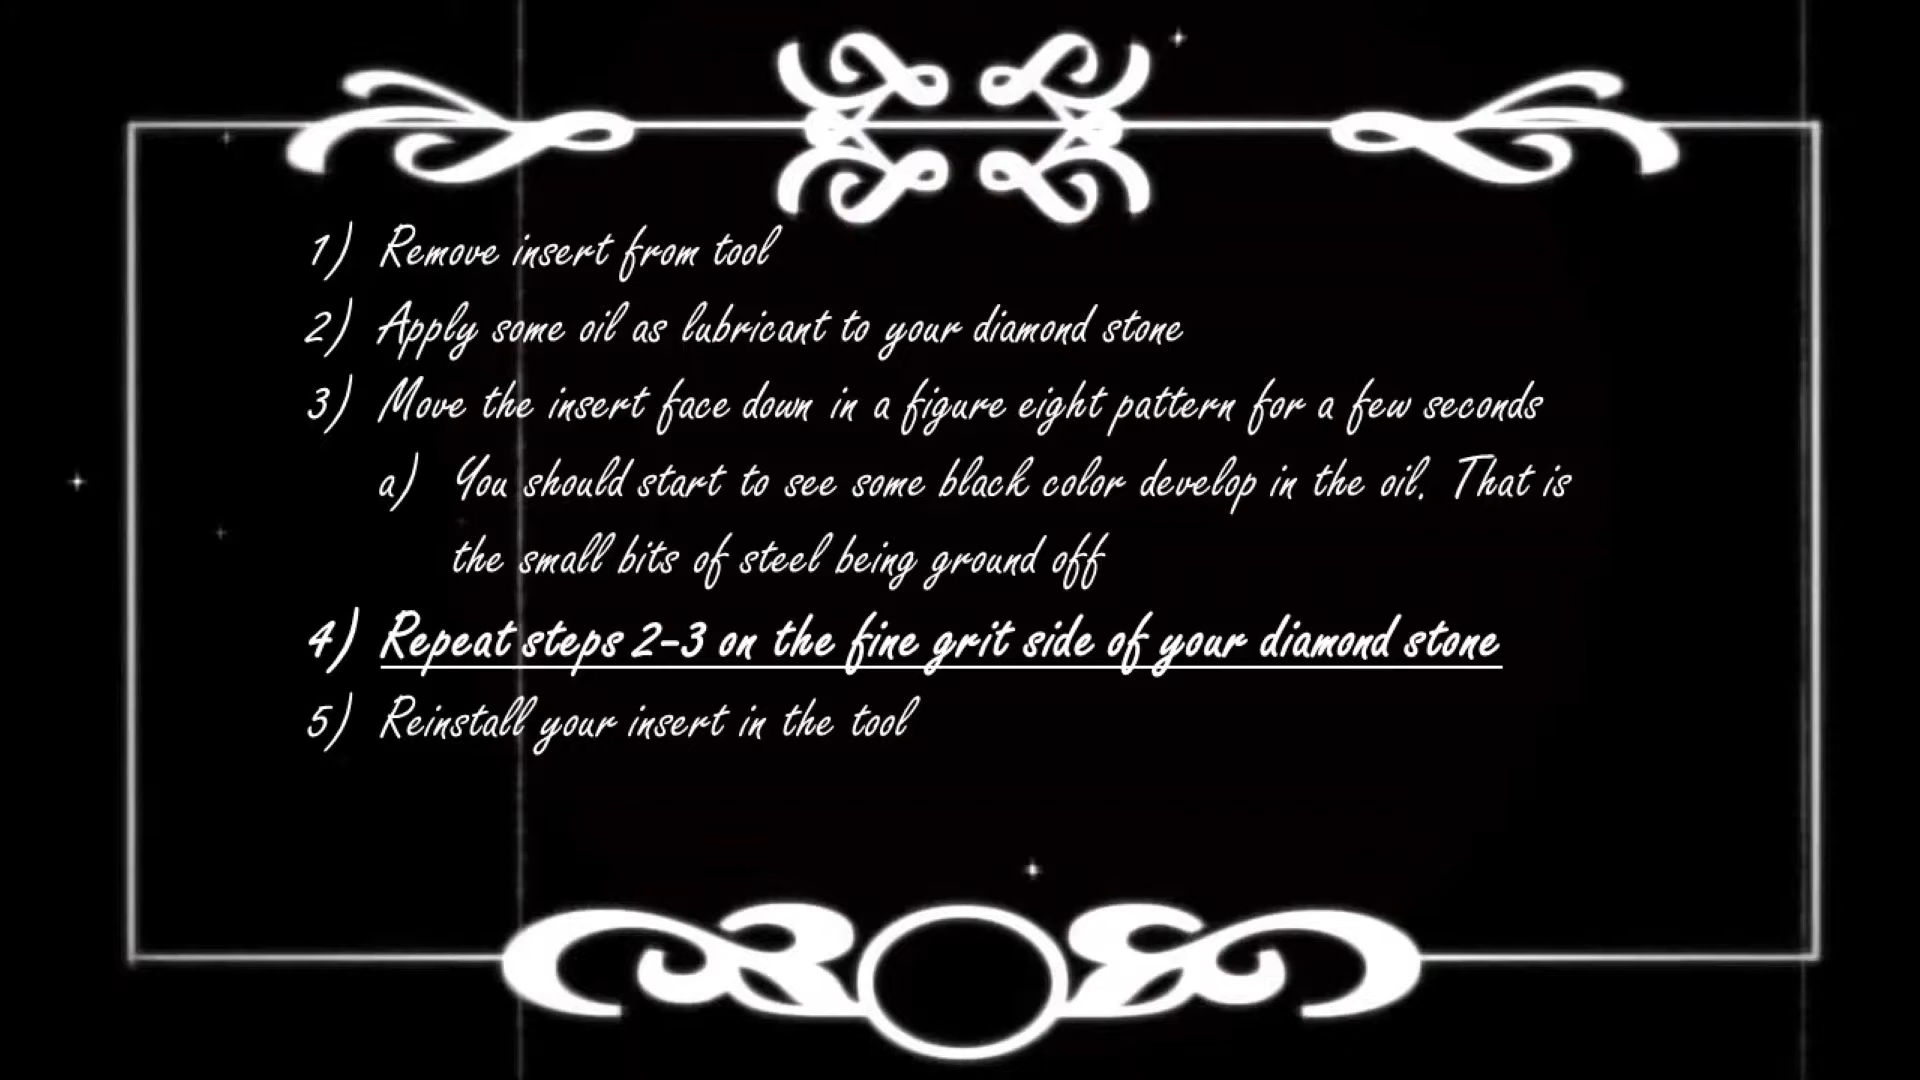 1) Remove insert from tool
2) Apply some oil as lubricant to your diamond stone
3) Move the insert face down in a figure eight pattern for a few seconds
a) You should start to see some black color develop in the oil. That is
the small bits of steel being ground off
4) Repeat steps 2-3 on the fine grit side of your diamond stone
5) Reinstall your insert in the tool